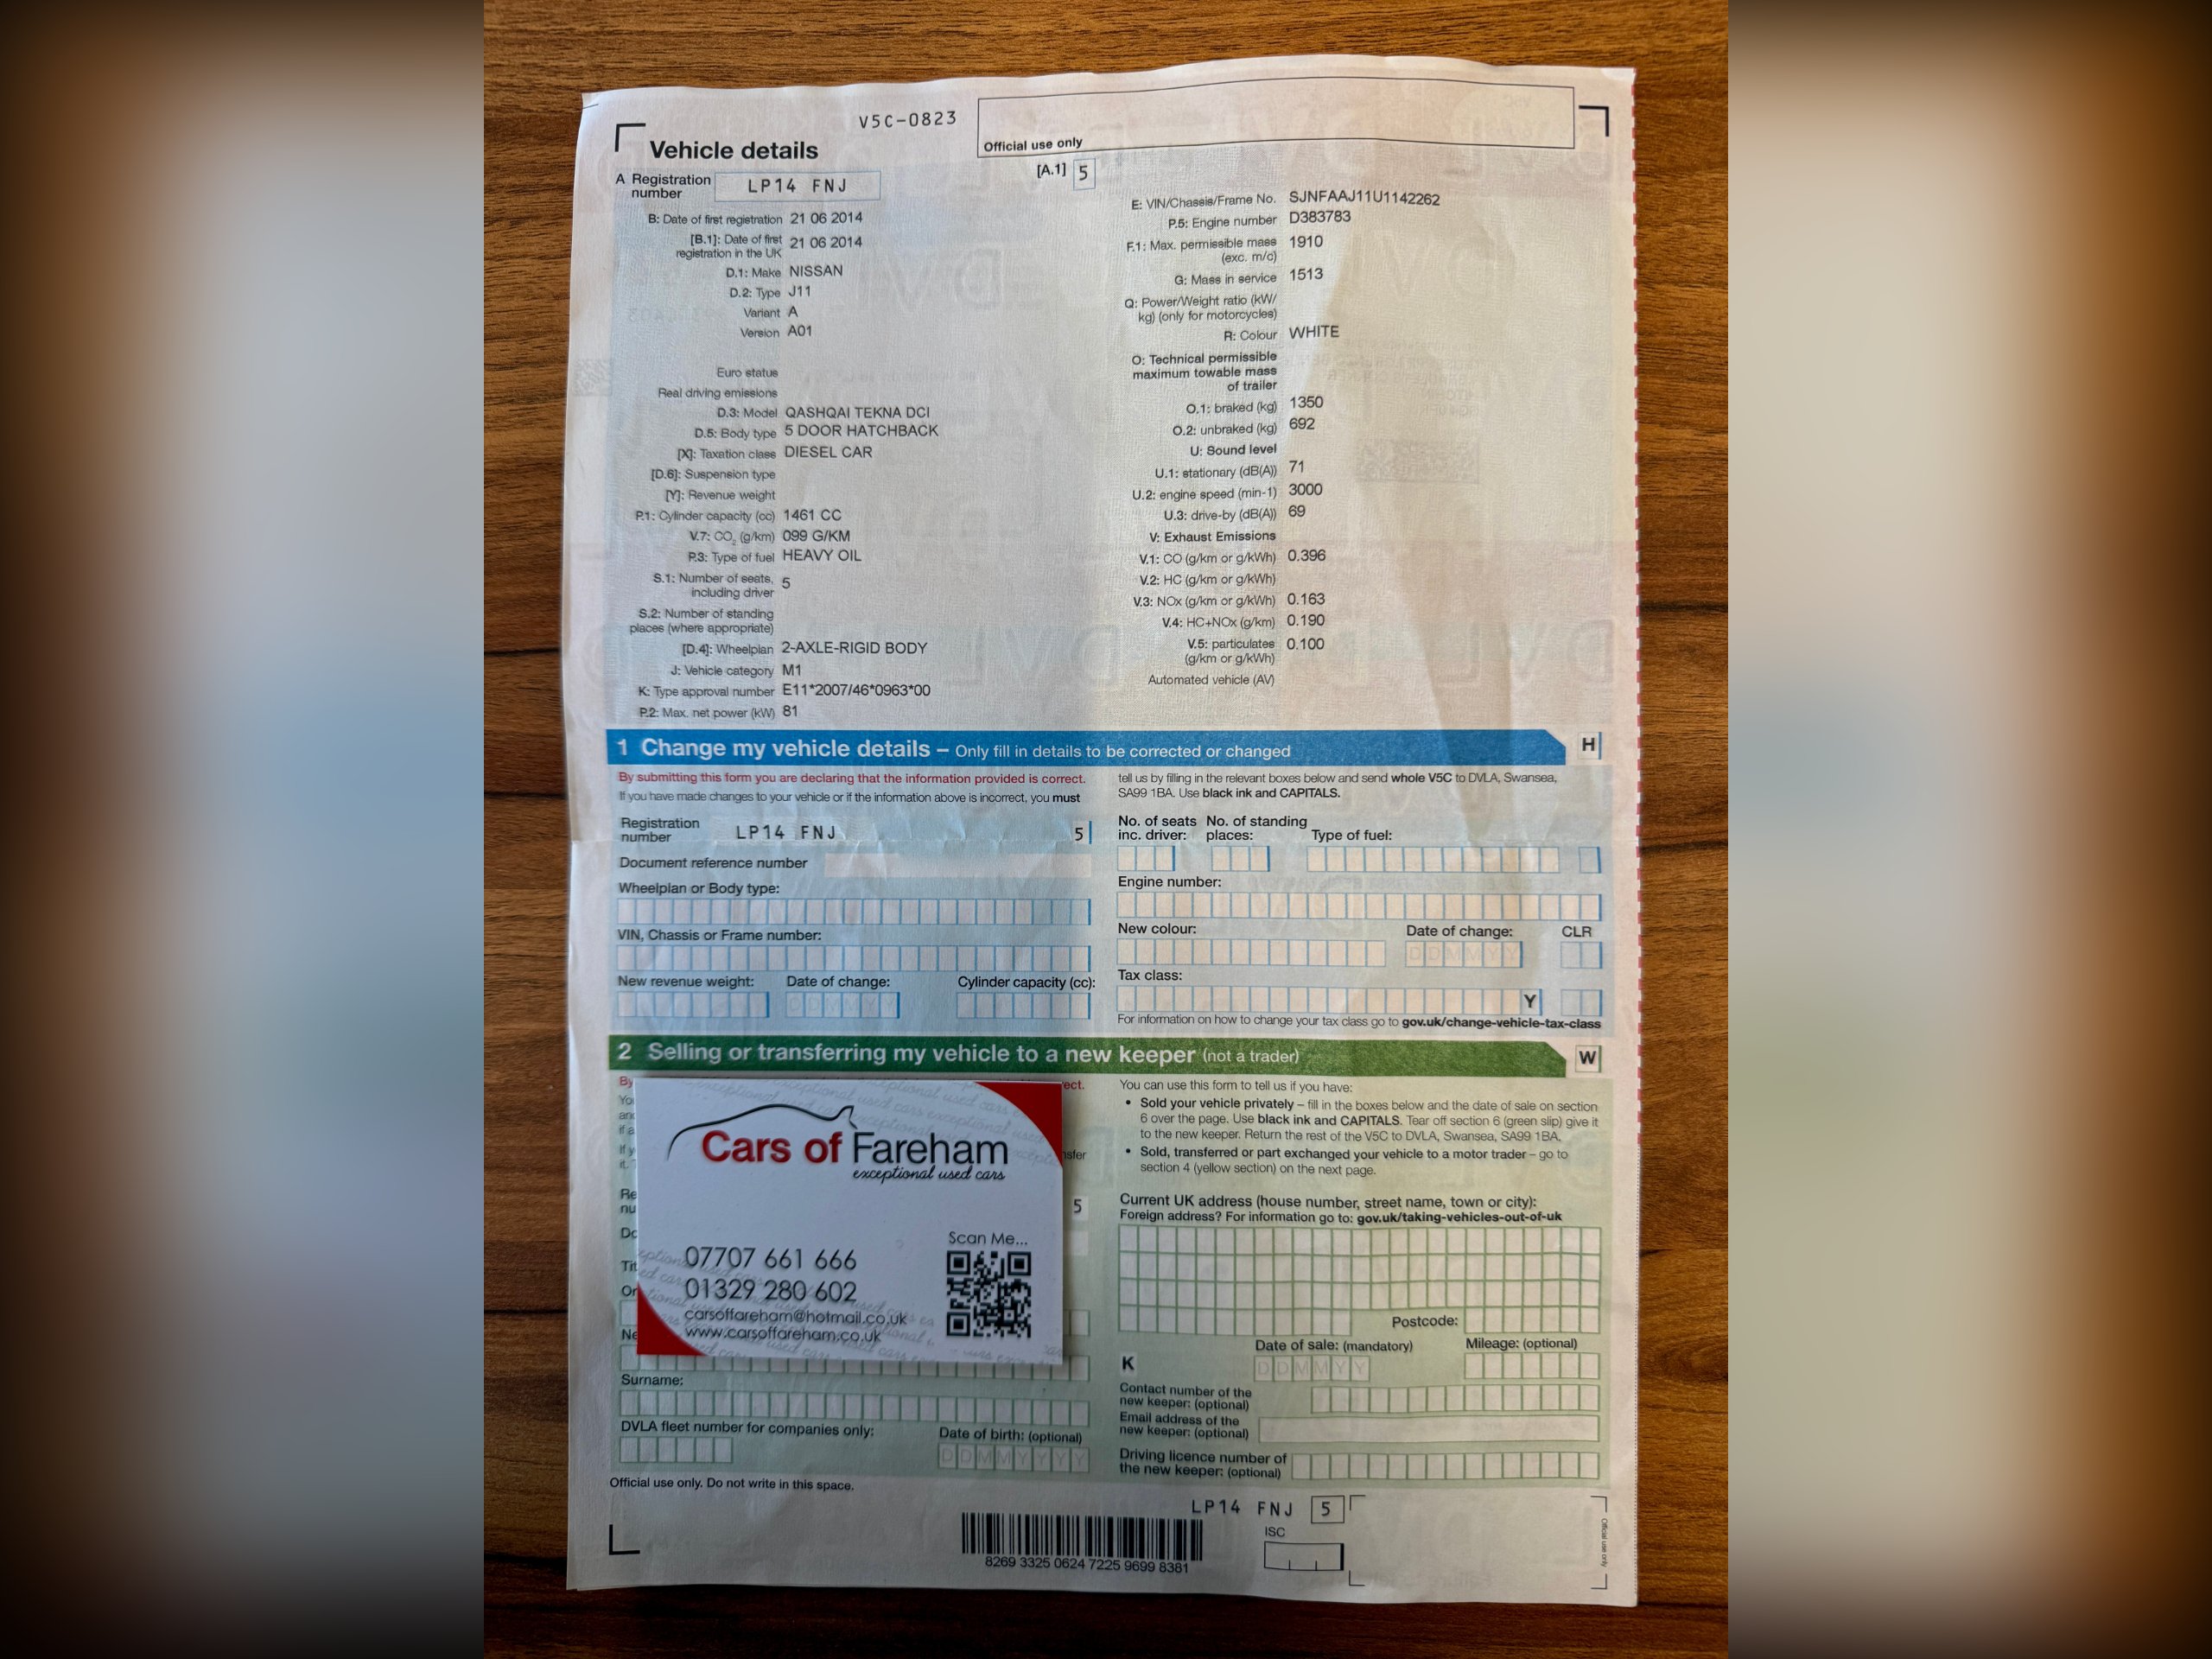 V5C-0823
Official use only
Vehicle details
[A.1] 5
A Registration number LP14 FNJ
B: Date of first registration 21 06 2014
[B.1]: Date of first registration in the UK 21 06 2014
D.1: Make NISSAN
D.2: Type J11
Variant A
Version A01
Euro status
Real driving emissions
D.3: Model QASHQAI TEKNA DCI
D.5: Body type 5 DOOR HATCHBACK
[X]: Taxation class DIESEL CAR
[D.6]: Suspension type
[Y]: Revenue weight
P.1: Cylinder capacity (cc) 1461 CC
V.7: CO2 (g/km) 099 G/KM
P.3: Type of fuel HEAVY OIL
S.1: Number of seats, including driver 5
S.2: Number of standing places (where appropriate)
[D.4]: Wheelplan 2-AXLE-RIGID BODY
J: Vehicle category M1
K: Type approval number E11*2007/46*0963*00
P.2: Max. net power (kW) 81
E: VIN/Chassis/Frame No. SJNFAAJ11U1142262
P.5: Engine number D383783
F.1: Max. permissible mass (exc. m/c) 1910
G: Mass in service 1513
Q: Power/Weight ratio (kW/kg) (only for motorcycles)
R: Colour WHITE
O: Technical permissible maximum towable mass of trailer
O.1: braked (kg) 1350
O.2: unbraked (kg) 692
U: Sound level
U.1: stationary (dB(A)) 71
U.2: engine speed (min-1) 3000
U.3: drive-by (dB(A)) 69
V: Exhaust Emissions
V.1: CO (g/km or g/kWh) 0.396
V.2: HC (g/km or g/kWh)
V.3: NOx (g/km or g/kWh) 0.163
V.4: HC+NOx (g/km) 0.190
V.5: particulates (g/km or g/kWh) 0.100
Automated vehicle (AV)
1 Change my vehicle details – Only fill in details to be corrected or changed H
By submitting this form you are declaring that the information provided is correct.
If you have made changes to your vehicle or if the information above is incorrect, you must
tell us by filling in the relevant boxes below and send whole V5C to DVLA, Swansea,
SA99 1BA. Use black ink and CAPITALS.
Registration number LP14 FNJ 5
Document reference number
Wheelplan or Body type:
VIN, Chassis or Frame number:
New revenue weight: Date of change: Cylinder capacity (cc):
DDMMYY
No. of seats inc. driver: No. of standing places: Type of fuel:
Engine number:
New colour: Date of change: CLR
DDMMYY
Tax class:
Y
For information on how to change your tax class go to gov.uk/change-vehicle-tax-class
2 Selling or transferring my vehicle to a new keeper (not a trader) W
Cars of Fareham
exceptional used cars
Scan Me...
07707 661 666
01329 280 602
carsoffareham@hotmail.co.uk
www.carsoffareham.co.uk
5
Surname:
DVLA fleet number for companies only: Date of birth: (optional)
DDMMYYYY
You can use this form to tell us if you have:
• Sold your vehicle privately – fill in the boxes below and the date of sale on section
6 over the page. Use black ink and CAPITALS. Tear off section 6 (green slip) give it
to the new keeper. Return the rest of the V5C to DVLA, Swansea, SA99 1BA.
• Sold, transferred or part exchanged your vehicle to a motor trader – go to
section 4 (yellow section) on the next page.
Current UK address (house number, street name, town or city):
Foreign address? For information go to: gov.uk/taking-vehicles-out-of-uk
Postcode:
Date of sale: (mandatory) Mileage: (optional)
K DDMMYY
Contact number of the new keeper: (optional)
Email address of the new keeper: (optional)
Driving licence number of the new keeper: (optional)
Official use only. Do not write in this space.
LP14 FNJ 5
ISC
8269 3325 0624 7225 9699 8381
Official use only